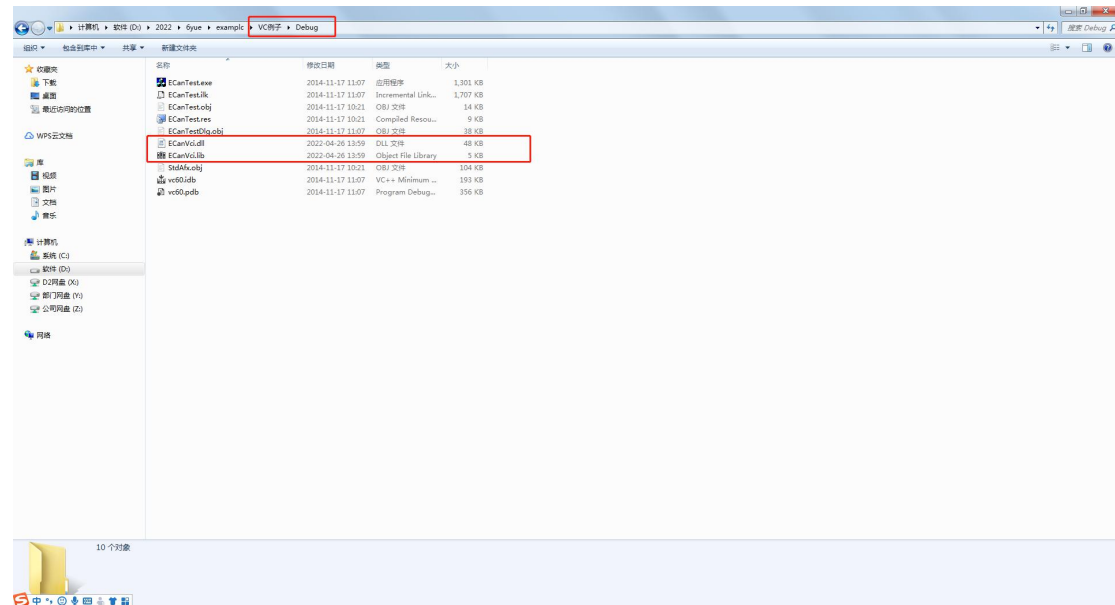 计算机 ▸ 软件 (D:) ▸ 2022 ▸ 6yue ▸ example ▸ VC例子 ▸ Debug
搜索 Debug
组织 包含到库中 共享 新建文件夹
名称 修改日期 类型 大小
ECanTest.exe 2014-11-17 11:07 应用程序 1,301 KB
ECanTest.ilk 2014-11-17 11:07 Incremental Link... 1,707 KB
ECanTest.obj 2014-11-17 10:21 OBJ 文件 14 KB
ECanTest.res 2014-11-17 10:21 Compiled Resou... 9 KB
ECanTestDlg.obj 2014-11-17 11:07 OBJ 文件 38 KB
ECanVci.dll 2022-04-26 13:59 DLL 文件 48 KB
ECanVci.lib 2022-04-26 13:59 Object File Library 5 KB
StdAfx.obj 2014-11-17 10:21 OBJ 文件 104 KB
vc60.idb 2014-11-17 11:07 VC++ Minimum ... 193 KB
vc60.pdb 2014-11-17 11:07 Program Debug... 356 KB
收藏夹
下载
桌面
最近访问的位置
WPS云文档
库
视频
图片
文档
音乐
计算机
系统 (C:)
软件 (D:)
D2网盘 (X:)
部门网盘 (Y:)
公司网盘 (Z:)
网络
10 个对象
中